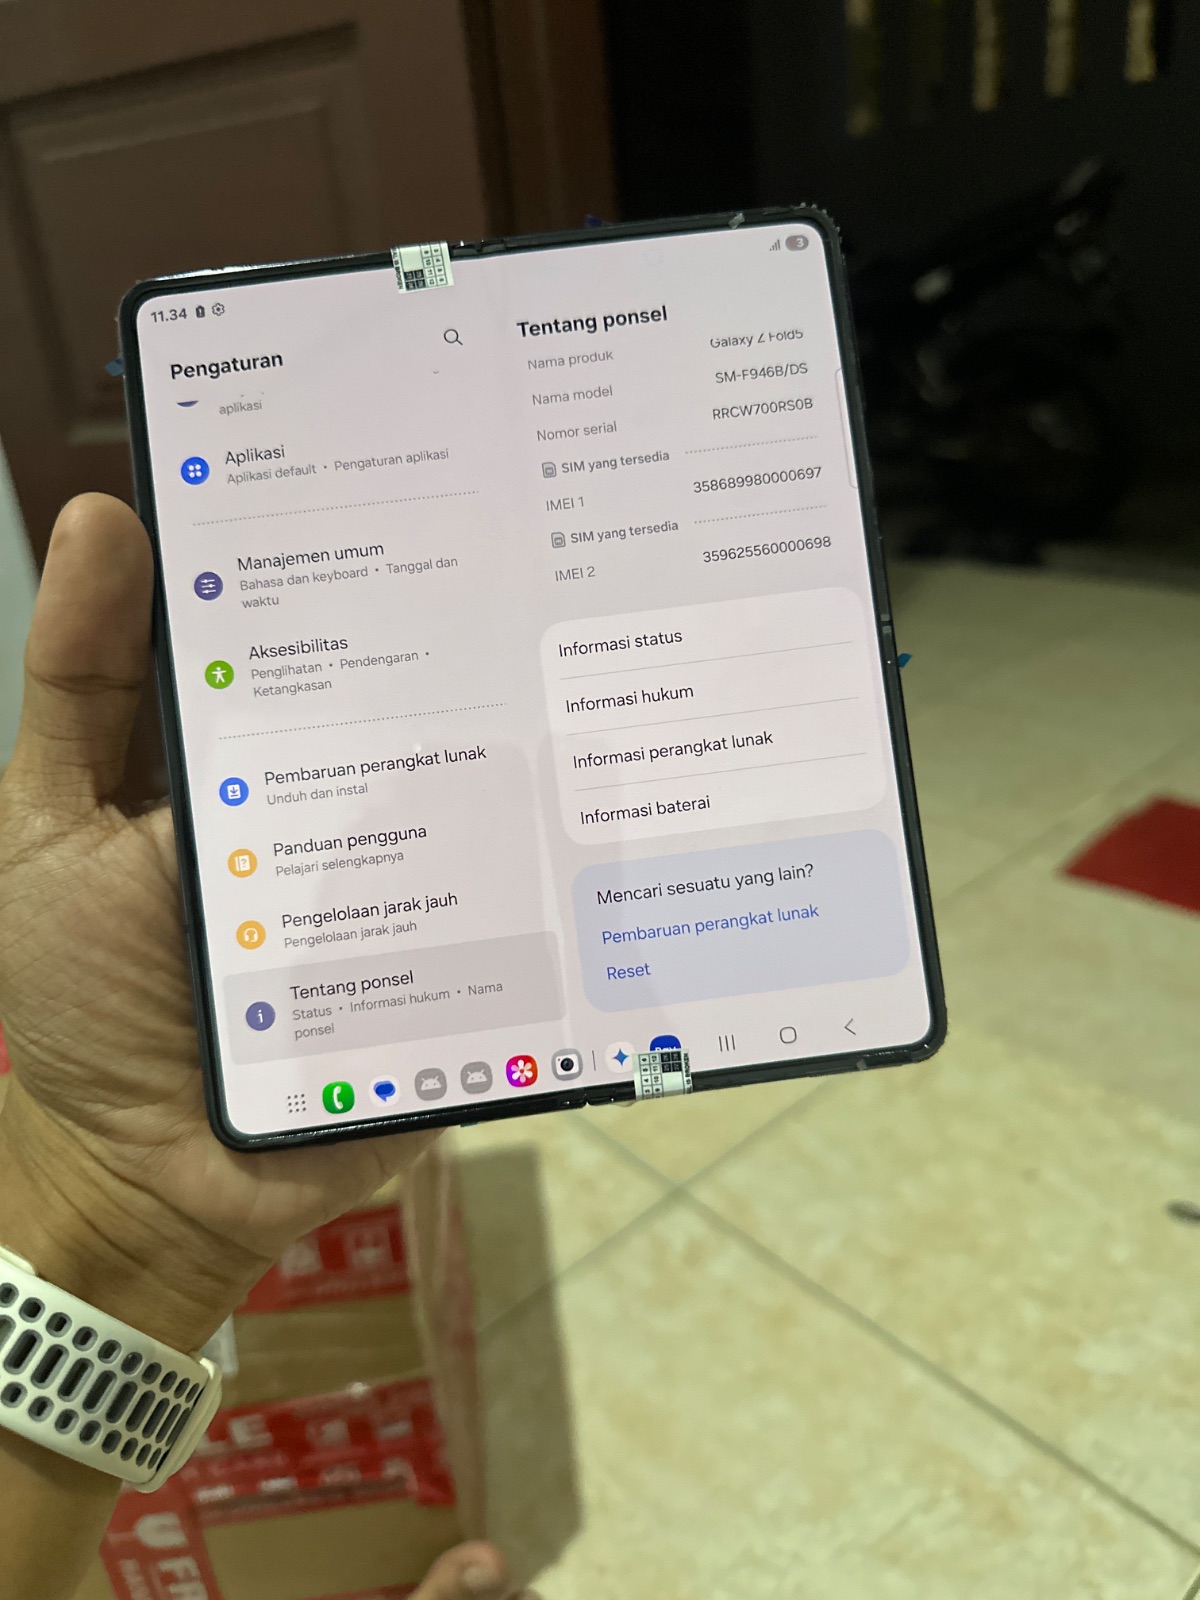 11.34
3
Pengaturan
aplikasi
Aplikasi
Aplikasi default • Pengaturan aplikasi
Manajemen umum
Bahasa dan keyboard • Tanggal dan
waktu
Aksesibilitas
Penglihatan • Pendengaran •
Ketangkasan
Pembaruan perangkat lunak
Unduh dan instal
Panduan pengguna
Pelajari selengkapnya
Pengelolaan jarak jauh
Pengelolaan jarak jauh
Tentang ponsel
Status • Informasi hukum • Nama
ponsel
Tentang ponsel
Nama produk Galaxy Z Fold5
Nama model SM-F946B/DS
Nomor serial RRCW700RS0B
SIM yang tersedia
IMEI 1 358689980000697
SIM yang tersedia
IMEI 2 359625560000698
Informasi status
Informasi hukum
Informasi perangkat lunak
Informasi baterai
Mencari sesuatu yang lain?
Pembaruan perangkat lunak
Reset